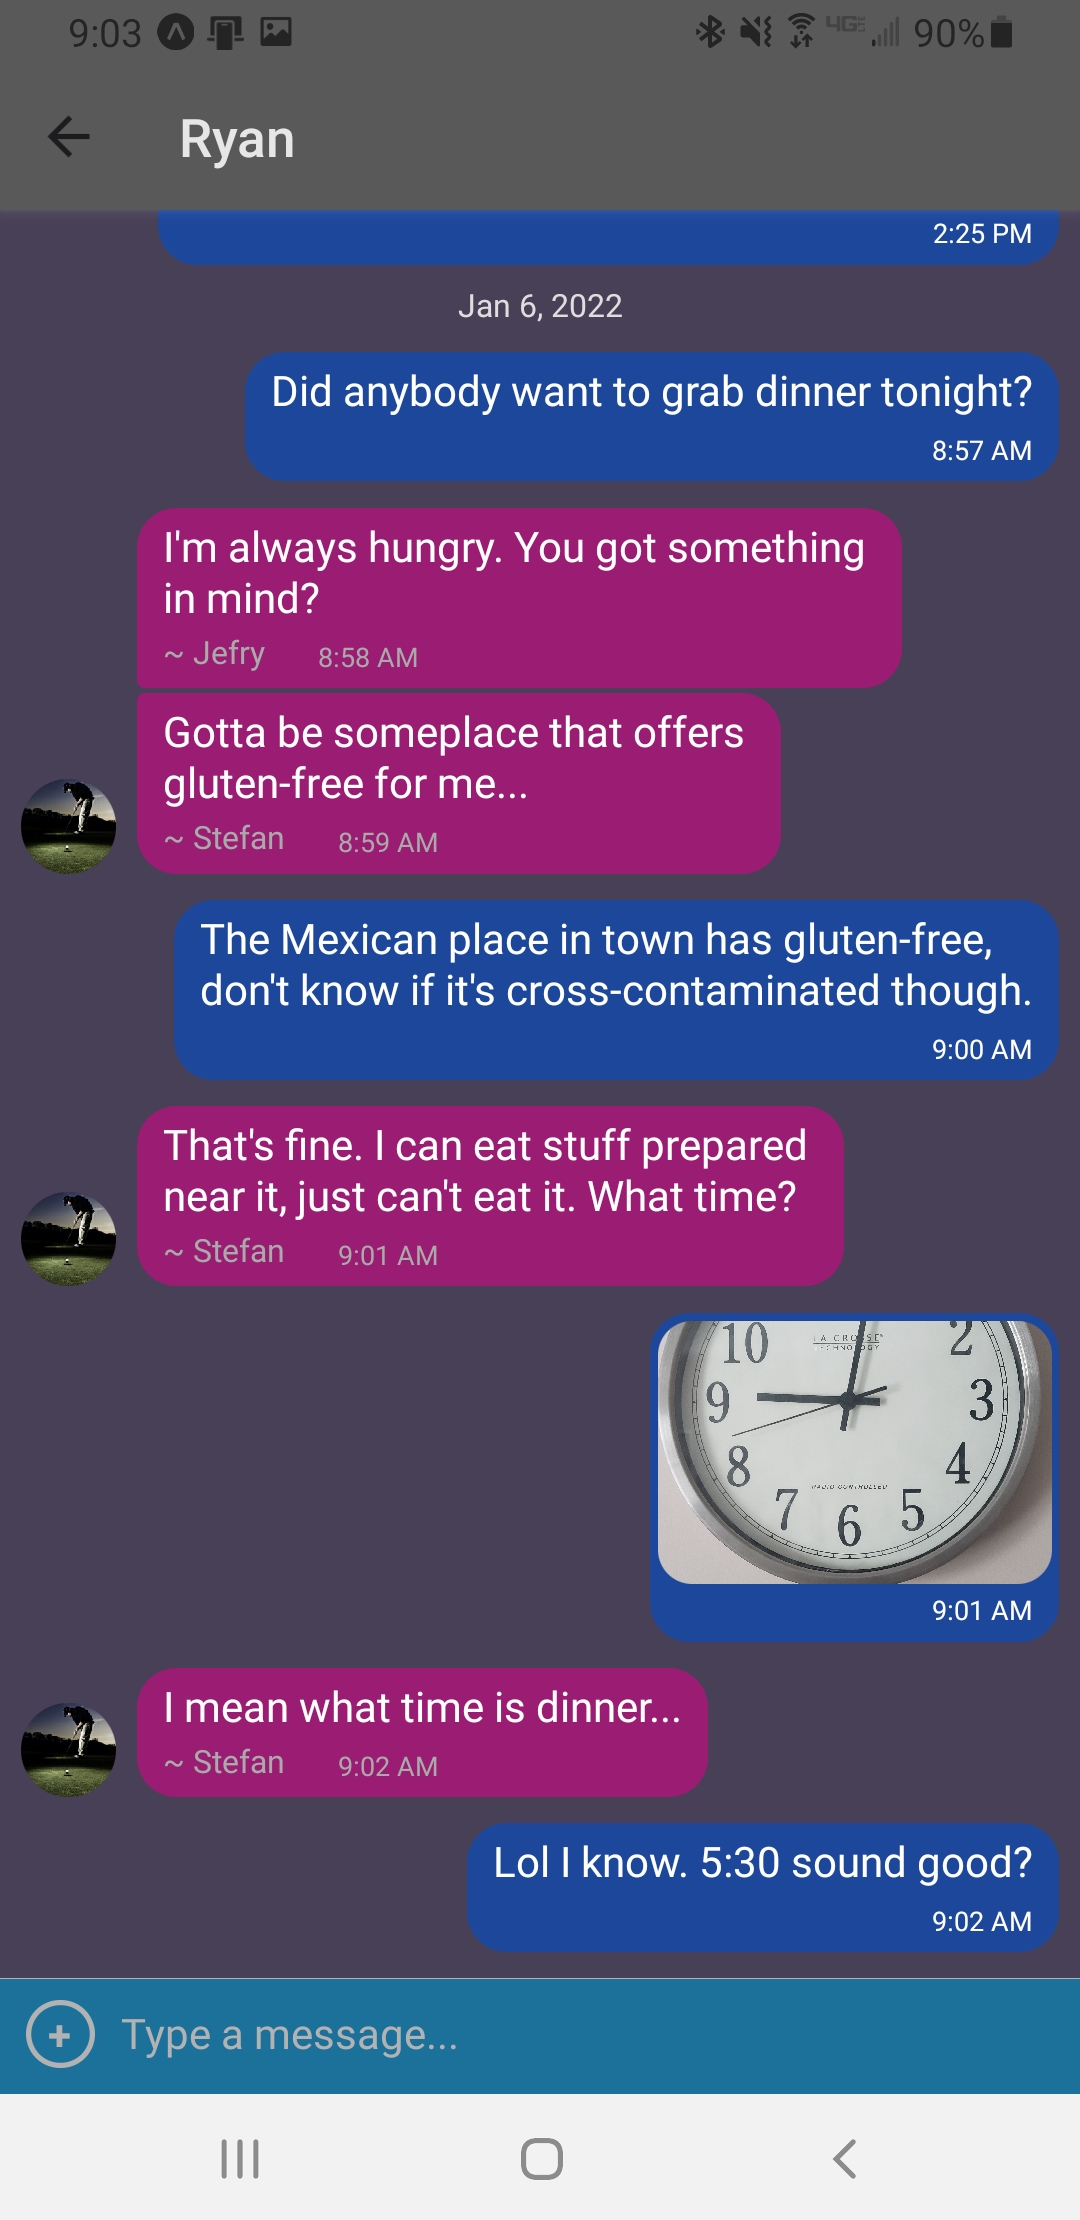 9:03
4G LTE 90%
Ryan
2:25 PM
Jan 6, 2022
Did anybody want to grab dinner tonight?
8:57 AM
I'm always hungry. You got something
in mind?
~ Jefry 8:58 AM
Gotta be someplace that offers
gluten-free for me...
~ Stefan 8:59 AM
The Mexican place in town has gluten-free,
don't know if it's cross-contaminated though.
9:00 AM
That's fine. I can eat stuff prepared
near it, just can't eat it. What time?
~ Stefan 9:01 AM
10 2
LA CROSSE
TECHNOLOGY
9 3
8 4
RADIO CONTROLLED
7 6 5
9:01 AM
I mean what time is dinner...
~ Stefan 9:02 AM
Lol I know. 5:30 sound good?
9:02 AM
Type a message...